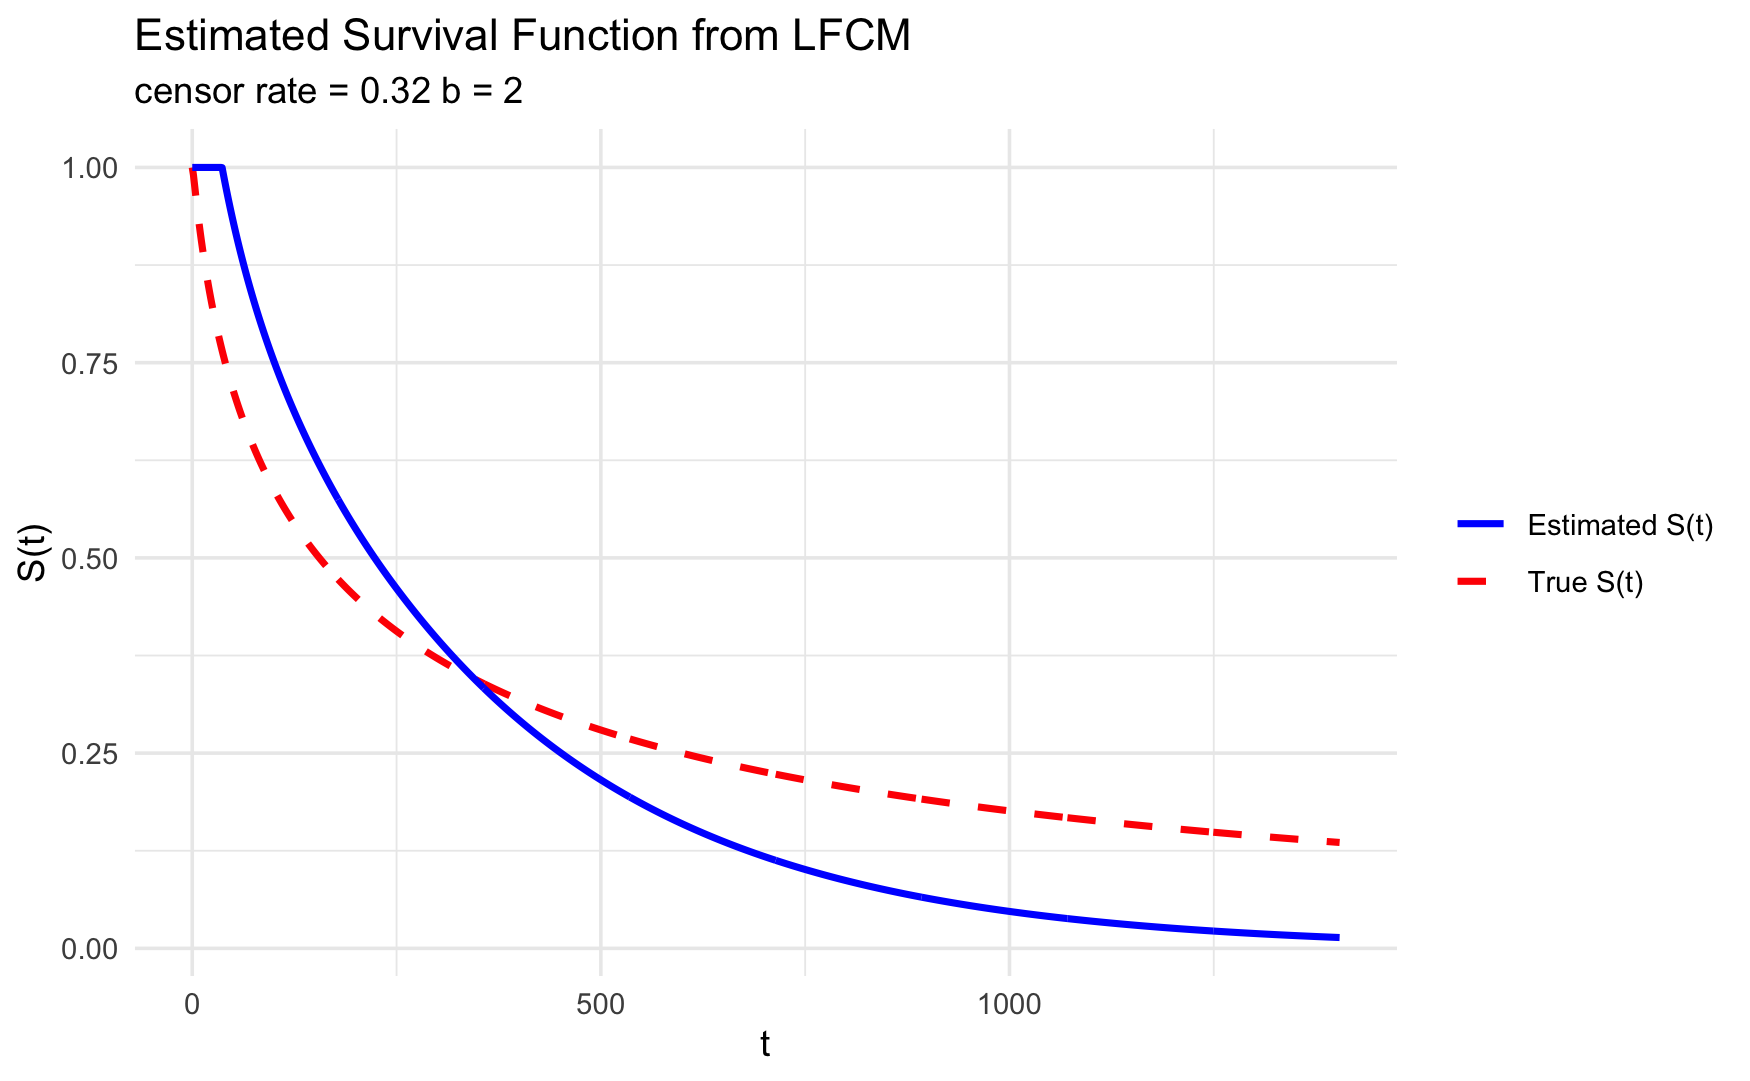 Estimated Survival Function from LFCM
censor rate = 0.32 b = 2
1.00
0.75
0.50
0.25
0.00
S(t)
0 500 1000
t
Estimated S(t)
True S(t)